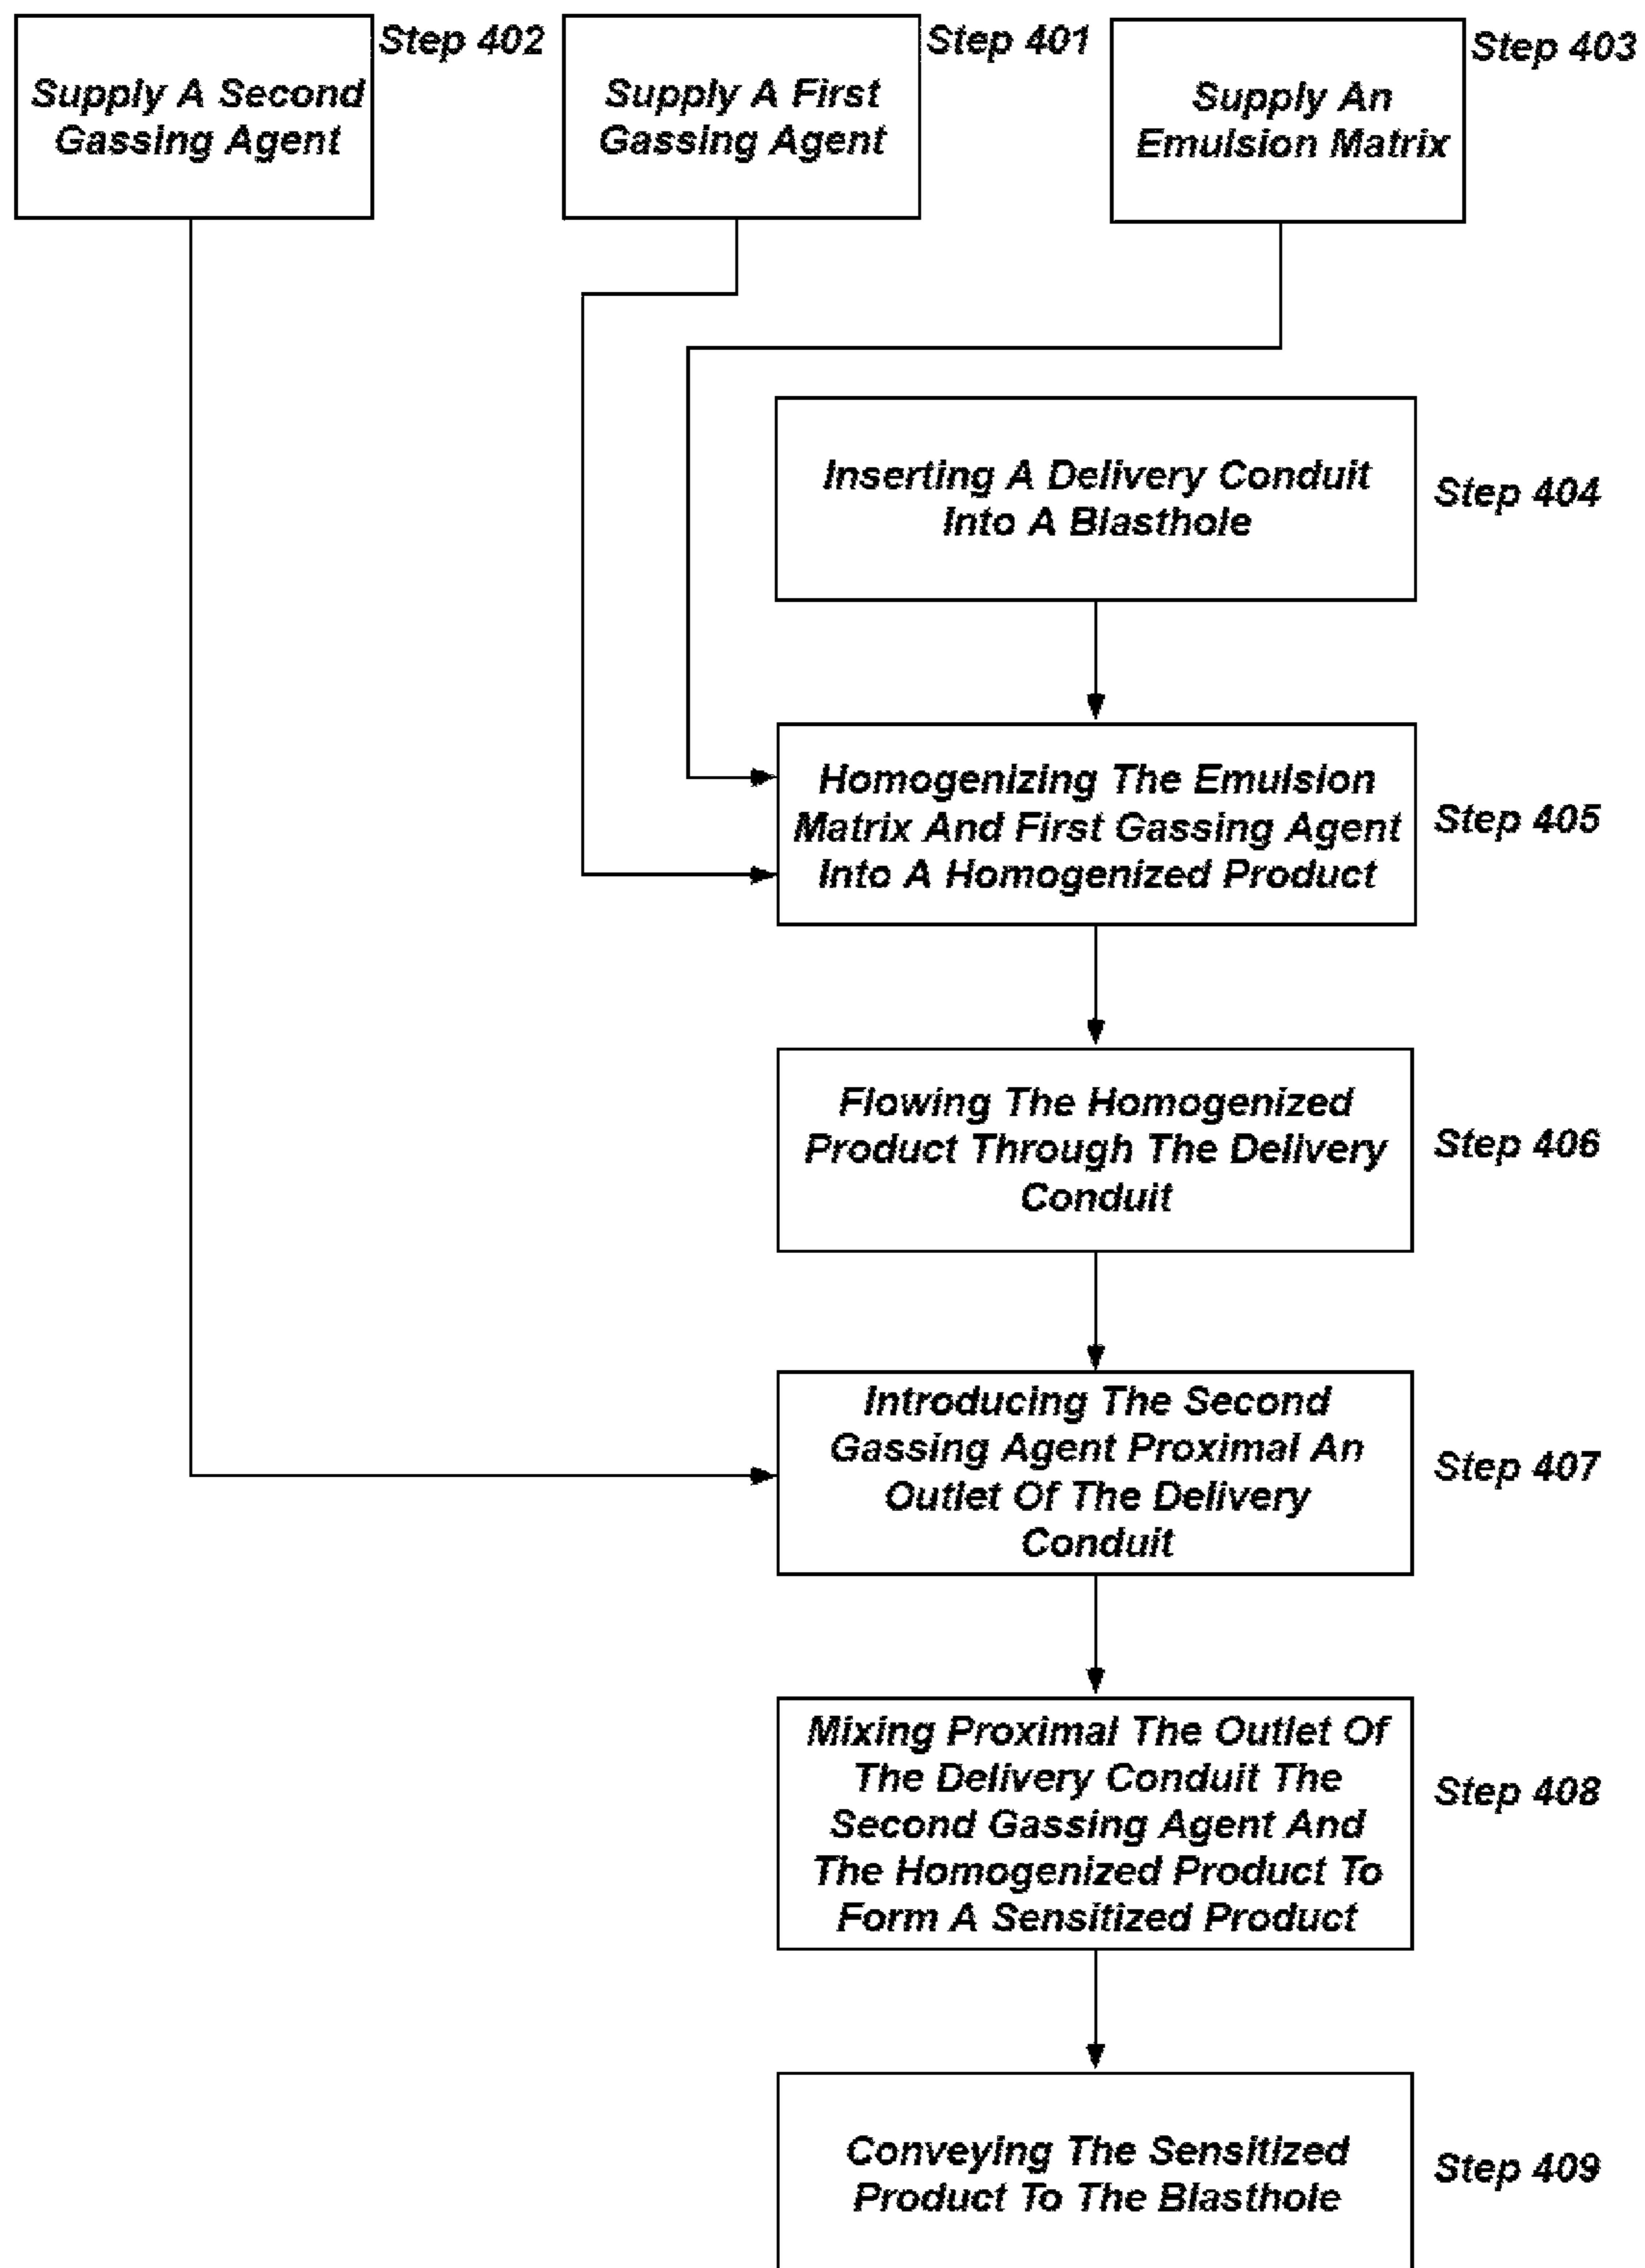 Step 402
Supply A Second
Gassing Agent
Step 401
Supply A First
Gassing Agent
Step 403
Supply An
Emulsion Matrix
Inserting A Delivery Conduit
Into A Blasthole
Step 404
Homogenizing The Emulsion
Matrix And First Gassing Agent
Into A Homogenized Product
Step 405
Flowing The Homogenized
Product Through The Delivery
Conduit
Step 406
Introducing The Second
Gassing Agent Proximal An
Outlet Of The Delivery
Conduit
Step 407
Mixing Proximal The Outlet Of
The Delivery Conduit The
Second Gassing Agent And
The Homogenized Product To
Form A Sensitized Product
Step 408
Conveying The Sensitized
Product To The Blasthole
Step 409